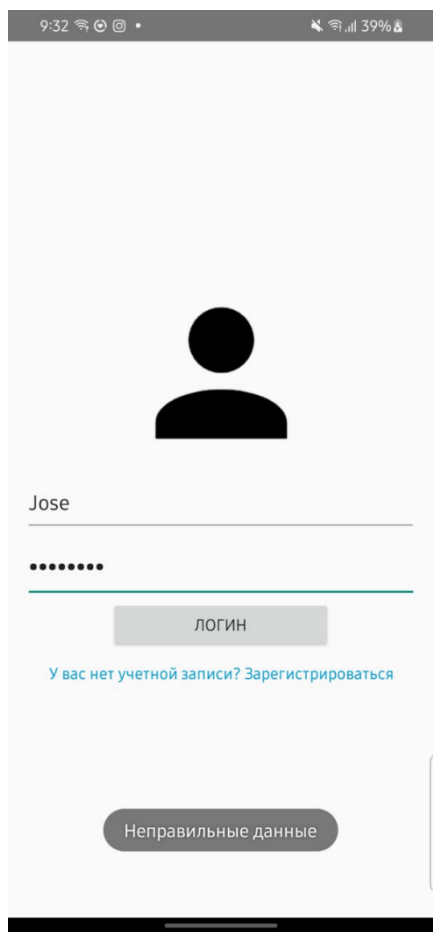 9:32 39%
Jose
••••••••
ЛОГИН
У вас нет учетной записи? Зарегистрироваться
Неправильные данные